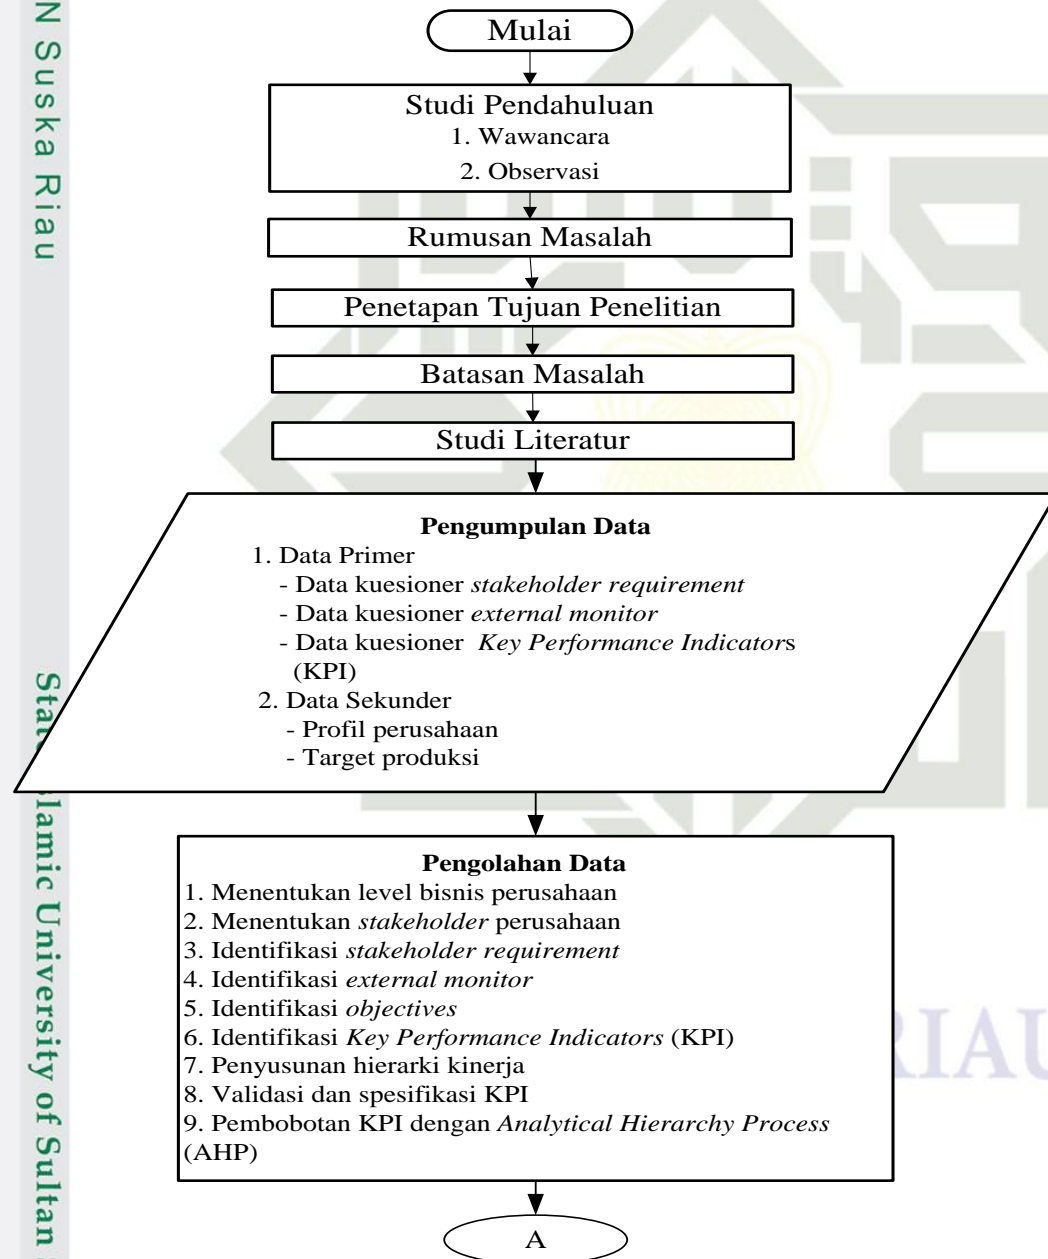 Mulai
Studi Pendahuluan
1. Wawancara
2. Observasi
Rumusan Masalah
Penetapan Tujuan Penelitian
Batasan Masalah
Studi Literatur
Pengumpulan Data
1. Data Primer
- Data kuesioner stakeholder requirement
- Data kuesioner external monitor
- Data kuesioner Key Performance Indicators
(KPI)
2. Data Sekunder
- Profil perusahaan
- Target produksi
Pengolahan Data
1. Menentukan level bisnis perusahaan
2. Menentukan stakeholder perusahaan
3. Identifikasi stakeholder requirement
4. Identifikasi external monitor
5. Identifikasi objectives
6. Identifikasi Key Performance Indicators (KPI)
7. Penyusunan hierarki kinerja
8. Validasi dan spesifikasi KPI
9. Pembobotan KPI dengan Analytical Hierarchy Process
(AHP)
A
N Suska Riau
lamic University of Sultan
RIAU